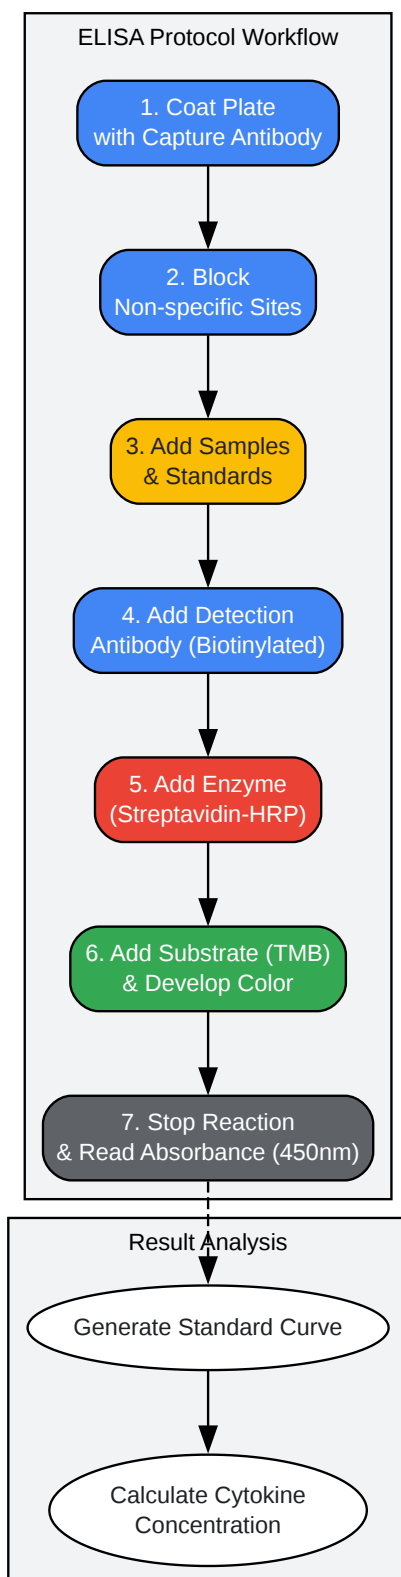 ELISA Protocol Workflow
1. Coat Plate
with Capture Antibody
2. Block
Non-specific Sites
3. Add Samples
& Standards
4. Add Detection
Antibody (Biotinylated)
5. Add Enzyme
(Streptavidin-HRP)
6. Add Substrate (TMB)
& Develop Color
7. Stop Reaction
& Read Absorbance (450nm)
Result Analysis
Generate Standard Curve
Calculate Cytokine
Concentration